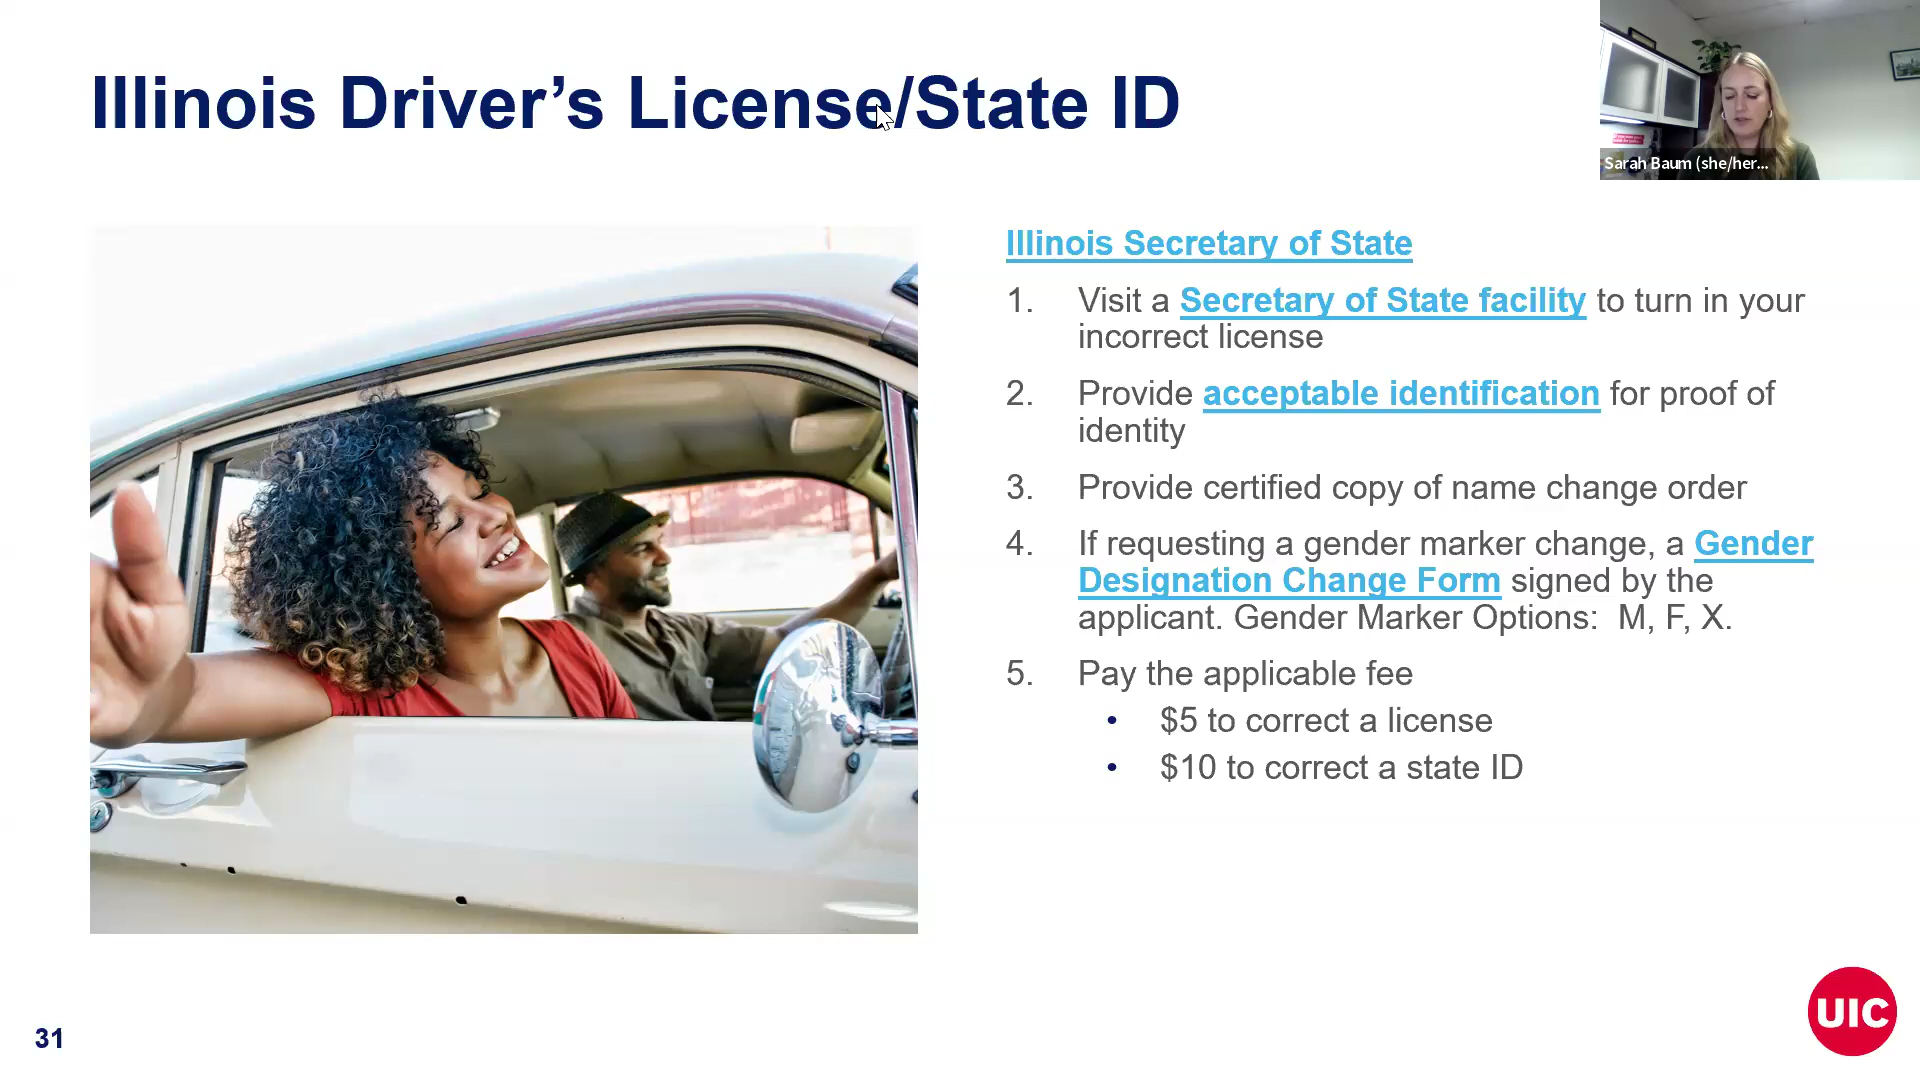 Illinois Driver’s License/State ID
Sarah Baum (she/her...
Illinois Secretary of State
1. Visit a Secretary of State facility to turn in your
incorrect license
2. Provide acceptable identification for proof of
identity
3. Provide certified copy of name change order
4. If requesting a gender marker change, a Gender
Designation Change Form signed by the
applicant. Gender Marker Options:  M, F, X.
5. Pay the applicable fee
• $5 to correct a license
• $10 to correct a state ID
31
UIC